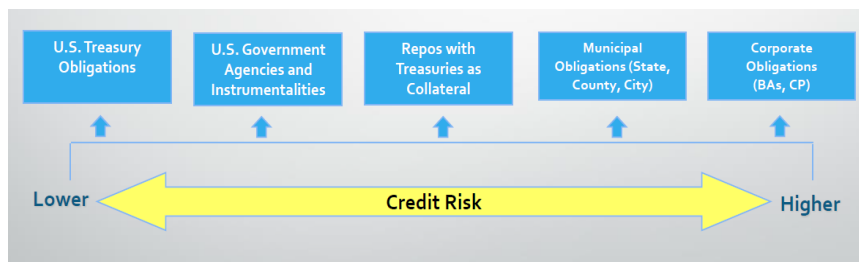 U.S. Treasury
Obligations
U.S. Government
Agencies and
Instrumentalities
Repos with
Treasuries as
Collateral
Municipal
Obligations (State,
County, City)
Corporate
Obligations
(BAs, CP)
Lower
Credit Risk
Higher